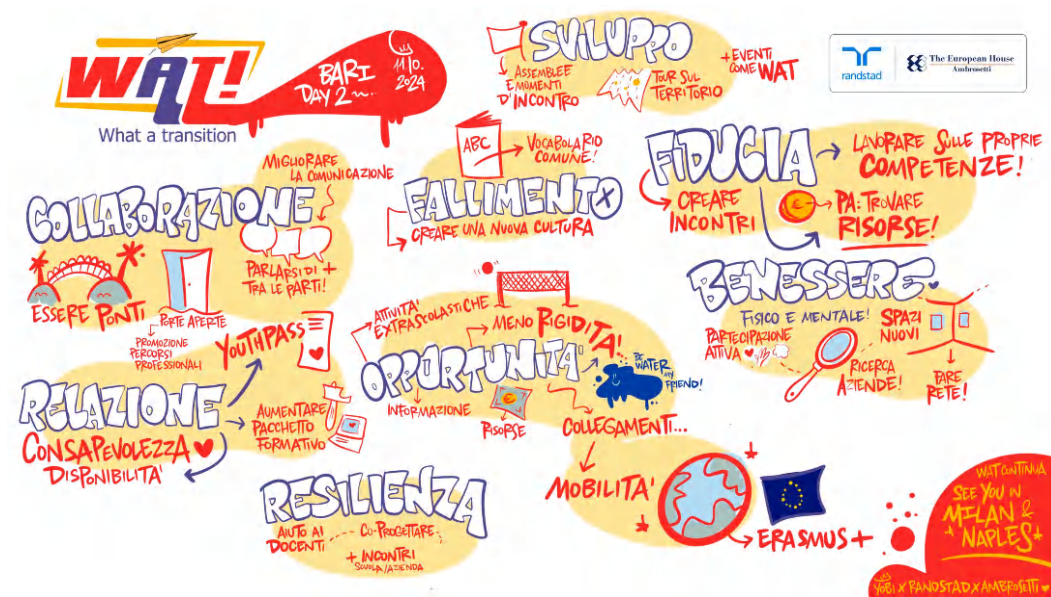 WAT!
What a transition
BARI
DAY 2
11 10.
2024
SVILUPPO
ASSEMBLEE
E MOMENTI
D'INCONTRO
TOUR SUL
TERRITORIO
+ EVENTI
COME WAT
randstad
The European House
Ambrosetti
MIGLIORARE
LA COMUNICAZIONE
COLLABORAZIONE
ESSERE PONTI
PORTE APERTE
PROMOZIONE
PERCORSI
PROFESSIONALI
PARLARSI DI +
TRA LE PARTI!
ABC
VOCABOLARIO
COMUNE!
FALLIMENTO
CREARE UNA NUOVA CULTURA
FIDUCIA
LAVORARE SULLE PROPRIE
COMPETENZE!
CREARE
INCONTRI
PA: TROVARE
RISORSE!
BENESSERE
FISICO E MENTALE!
PARTECIPAZIONE
ATTIVA
RICERCA
AZIENDE!
SPAZI
NUOVI
FARE
RETE!
YOUTHPASS
RELAZIONE
CONSAPEVOLEZZA
DISPONIBILITA'
AUMENTARE
PACCHETTO
FORMATIVO
ATTIVITA'
EXTRASCOLASTICHE
MENO RIGIDITA'
OPPORTUNITA'
BE
WATER
MY
FRIEND!
INFORMAZIONE
RISORSE
COLLEGAMENTI...
MOBILITA'
ERASMUS+
RESILIENZA
AIUTO AI
DOCENTI
CO-PROGETTARE
+ INCONTRI
SCUOLA/AZIENDA
WAT CONTINUA
SEE YOU IN
MILAN &
NAPLES
YOBI X RANDSTAD X AMBROSETTI